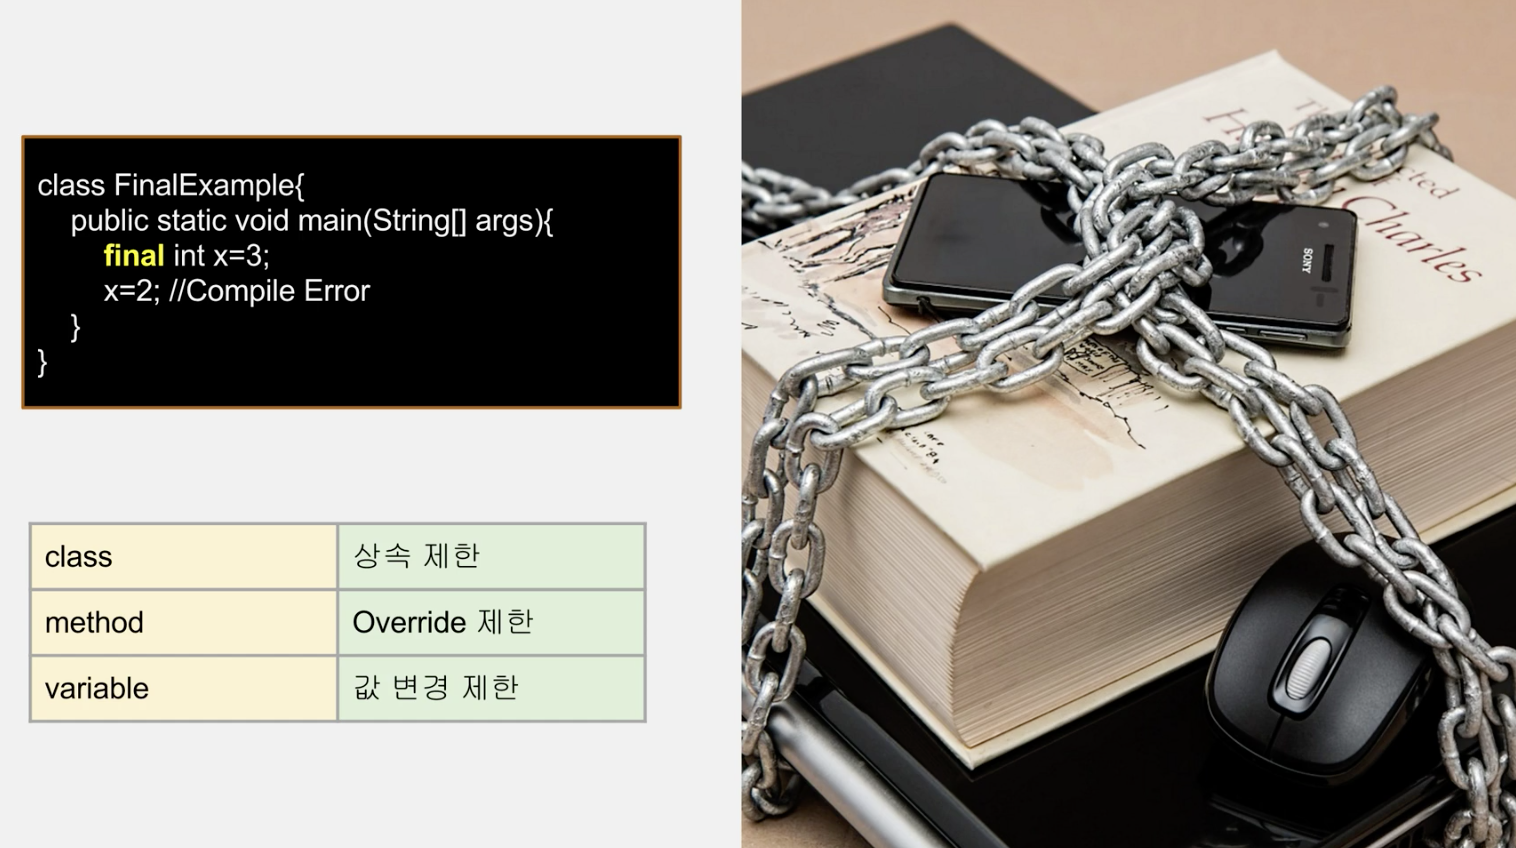 class FinalExample{
public static void main(String[] args){
final int x=3;
x=2; //Compile Error
}
}
class 상속 제한
method Override 제한
variable 값 변경 제한
SONY
Charles